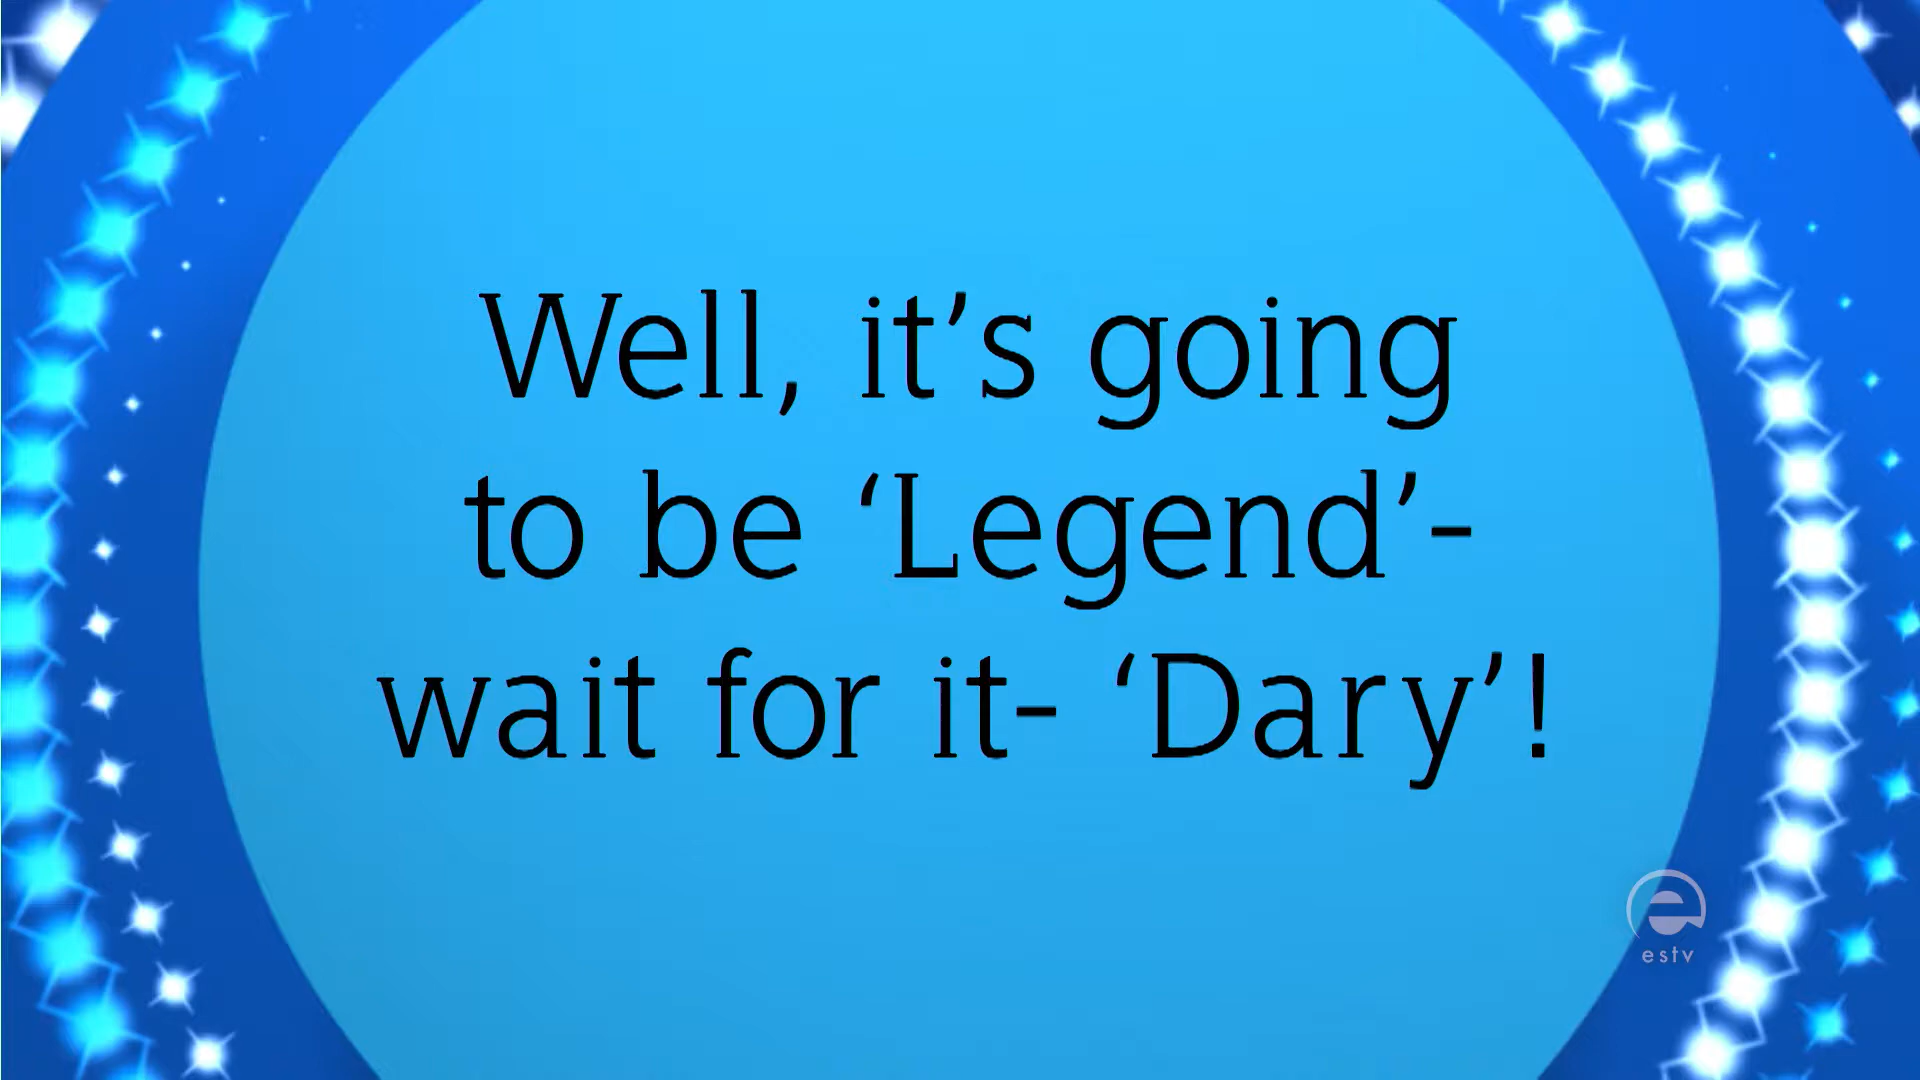 Well, it’s going
to be ‘Legend’-
wait for it- ‘Dary’!
estv